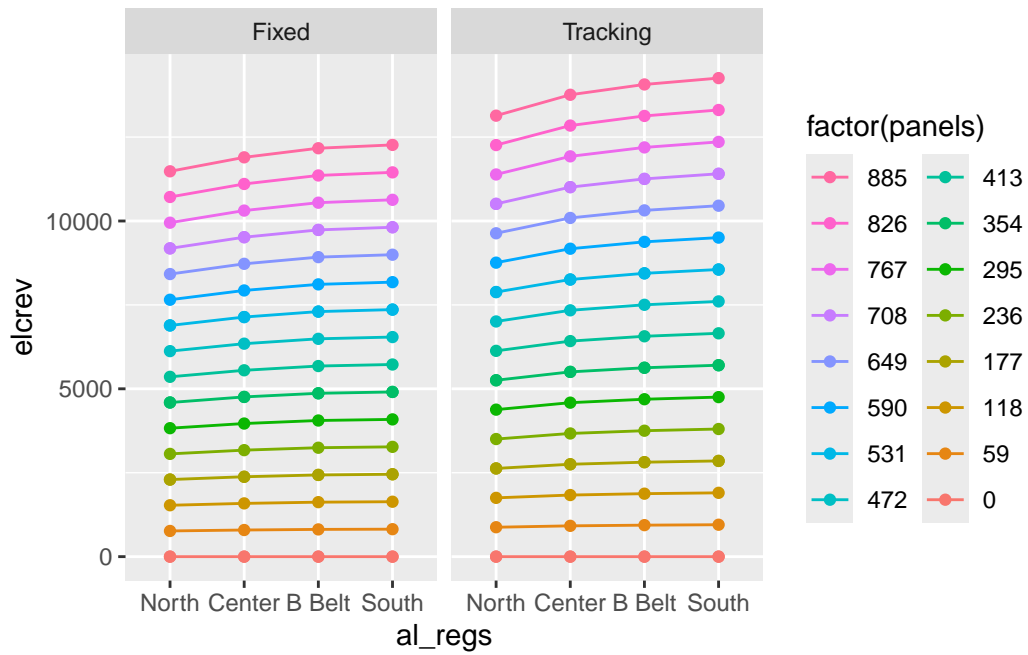 Fixed
Tracking
elcrev
10000
5000
0
North Center B Belt South
North Center B Belt South
al_regs
factor(panels)
885
826
767
708
649
590
531
472
413
354
295
236
177
118
59
0